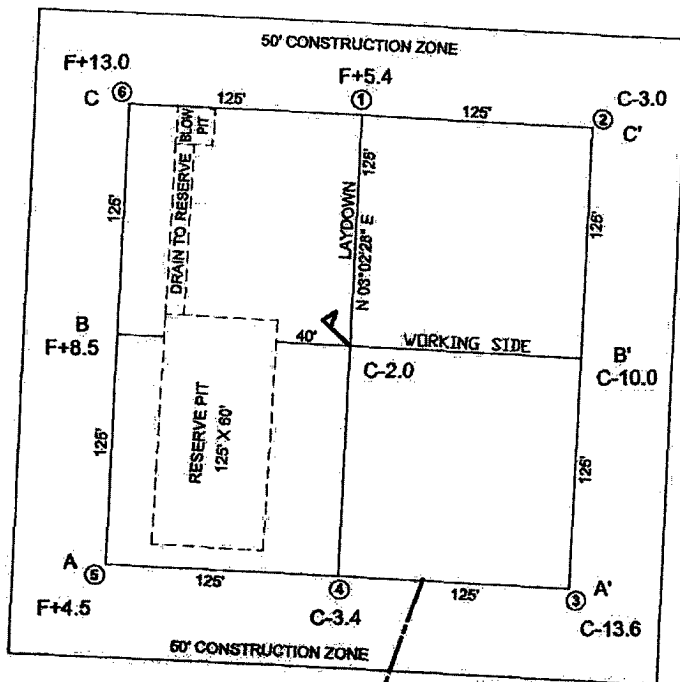 50' CONSTRUCTION ZONE
F+13.0
F+5.4
C-3.0
C
6
125'
1
125'
2
C'
BLOW
PIT
125'
DRAIN TO RESERVE
LAYDOWN
N 03°02'28" E
125'
125'
B
F+8.5
40'
WORKING SIDE
B'
C-10.0
C-2.0
RESERVE PIT
125' X 60'
125'
125'
A
5
125'
4
125'
3
A'
F+4.5
C-3.4
C-13.6
50' CONSTRUCTION ZONE